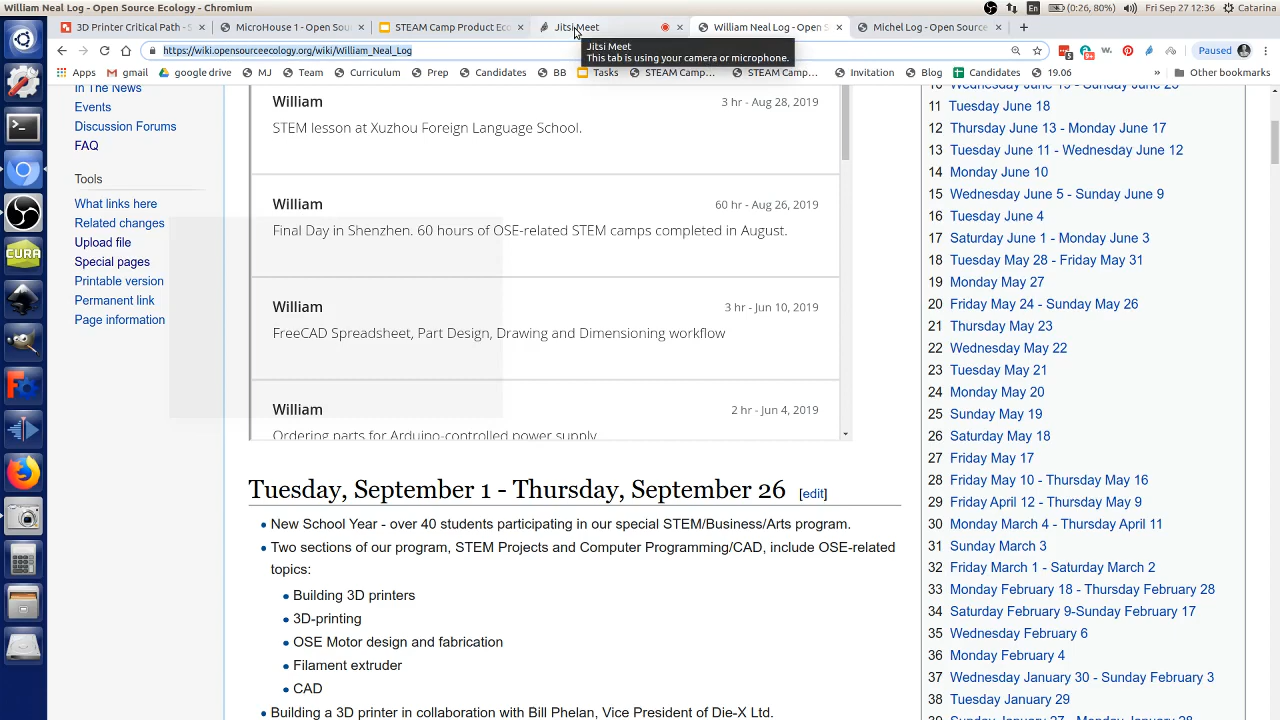 William Neal Log - Open Source Ecology - Chromium
En
(0:26, 80%)
Fri Sep 27 12:36
Catarina
3D Printer Critical Path - S
MicroHouse 1 - Open Sour
STEAM Camp Product Ec
Jitsi Meet
William Neal Log - Open S
Michel Log - Open Source
https://wiki.opensourceecology.org/wiki/William_Neal_Log
Paused
Jitsi Meet
This tab is using your camera or microphone.
Apps
gmail
google drive
MJ
Team
Curriculum
Prep
Candidates
BB
Tasks
STEAM Camp...
STEAM Camp...
Invitation
Blog
Candidates
19.06
»
Other bookmarks
In The News
Events
Discussion Forums
FAQ
Tools
What links here
Related changes
Upload file
Special pages
Printable version
Permanent link
Page information
CURA
William
3 hr - Aug 28, 2019
STEM lesson at Xuzhou Foreign Language School.
William
60 hr - Aug 26, 2019
Final Day in Shenzhen. 60 hours of OSE-related STEM camps completed in August.
William
3 hr - Jun 10, 2019
FreeCAD Spreadsheet, Part Design, Drawing and Dimensioning workflow
William
2 hr - Jun 4, 2019
Ordering parts for Arduino-controlled power supply
Tuesday, September 1 - Thursday, September 26 [edit]
New School Year - over 40 students participating in our special STEM/Business/Arts program.
Two sections of our program, STEM Projects and Computer Programming/CAD, include OSE-related
topics:
Building 3D printers
3D-printing
OSE Motor design and fabrication
Filament extruder
CAD
Building a 3D printer in collaboration with Bill Phelan, Vice President of Die-X Ltd.
10 Wednesday June 19 - Sunday June 23
11 Tuesday June 18
12 Thursday June 13 - Monday June 17
13 Tuesday June 11 - Wednesday June 12
14 Monday June 10
15 Wednesday June 5 - Sunday June 9
16 Tuesday June 4
17 Saturday June 1 - Monday June 3
18 Tuesday May 28 - Friday May 31
19 Monday May 27
20 Friday May 24 - Sunday May 26
21 Thursday May 23
22 Wednesday May 22
23 Tuesday May 21
24 Monday May 20
25 Sunday May 19
26 Saturday May 18
27 Friday May 17
28 Friday May 10 - Thursday May 16
29 Friday April 12 - Thursday May 9
30 Monday March 4 - Thursday April 11
31 Sunday March 3
32 Friday March 1 - Saturday March 2
33 Monday February 18 - Thursday February 28
34 Saturday February 9-Sunday February 17
35 Wednesday February 6
36 Monday February 4
37 Wednesday January 30 - Sunday February 3
38 Tuesday January 29